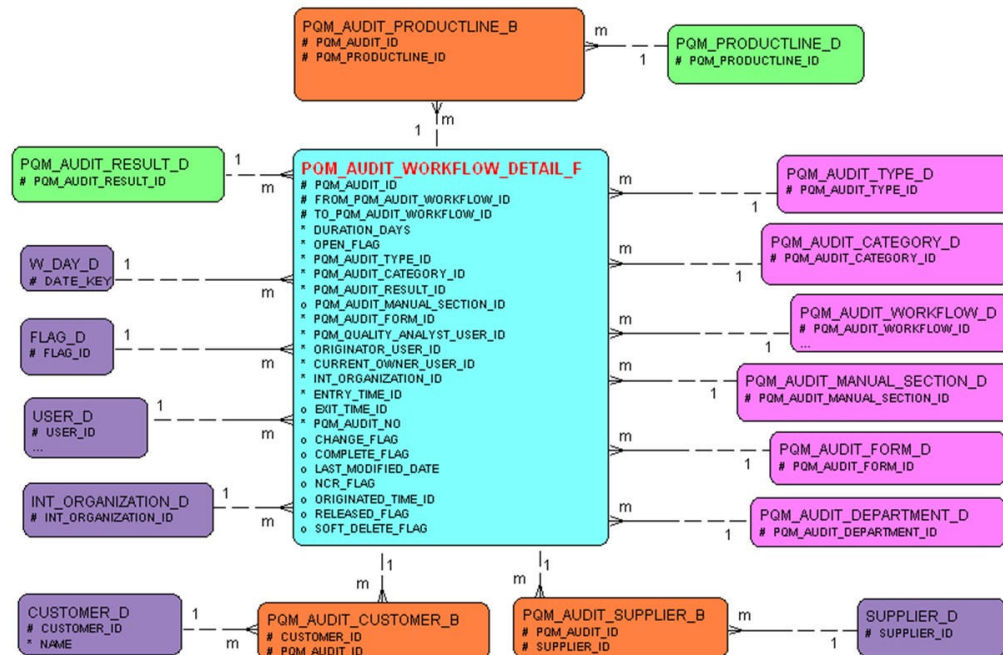 PQM_AUDIT_PRODUCTLINE_B
# PQM_AUDIT_ID
# PQM_PRODUCTLINE_ID
m
1
PQM_PRODUCTLINE_D
# PQM_PRODUCTLINE_ID
m
1
PQM_AUDIT_RESULT_D
# PQM_AUDIT_RESULT_ID
1
m
W_DAY_D
# DATE_KEY
1
m
FLAG_D
# FLAG_ID
1
m
USER_D
# USER_ID
...
1
m
INT_ORGANIZATION_D
# INT_ORGANIZATION_ID
1
m
PQM_AUDIT_WORKFLOW_DETAIL_F
# PQM_AUDIT_ID
# FROM_PQM_AUDIT_WORKFLOW_ID
# TO_PQM_AUDIT_WORKFLOW_ID
* DURATION_DAYS
* OPEN_FLAG
* PQM_AUDIT_TYPE_ID
* PQM_AUDIT_CATEGORY_ID
* PQM_AUDIT_RESULT_ID
o PQM_AUDIT_MANUAL_SECTION_ID
* PQM_AUDIT_FORM_ID
* PQM_QUALITY_ANALYST_USER_ID
* ORIGINATOR_USER_ID
* CURRENT_OWNER_USER_ID
* INT_ORGANIZATION_ID
* ENTRY_TIME_ID
o EXIT_TIME_ID
* PQM_AUDIT_NO
o CHANGE_FLAG
o COMPLETE_FLAG
o LAST_MODIFIED_DATE
o NCR_FLAG
o ORIGINATED_TIME_ID
o RELEASED_FLAG
o SOFT_DELETE_FLAG
m
1
PQM_AUDIT_TYPE_D
# PQM_AUDIT_TYPE_ID
m
1
PQM_AUDIT_CATEGORY_D
# PQM_AUDIT_CATEGORY_ID
m
1
PQM_AUDIT_WORKFLOW_D
# PQM_AUDIT_WORKFLOW_ID
...
m
1
PQM_AUDIT_MANUAL_SECTION_D
# PQM_AUDIT_MANUAL_SECTION_ID
m
1
PQM_AUDIT_FORM_D
# PQM_AUDIT_FORM_ID
m
1
PQM_AUDIT_DEPARTMENT_D
# PQM_AUDIT_DEPARTMENT_ID
1
m
1
m
CUSTOMER_D
# CUSTOMER_ID
* NAME
1
m
PQM_AUDIT_CUSTOMER_B
# CUSTOMER_ID
# PQM_AUDIT_ID
PQM_AUDIT_SUPPLIER_B
# PQM_AUDIT_ID
# SUPPLIER_ID
m
1
SUPPLIER_D
# SUPPLIER_ID